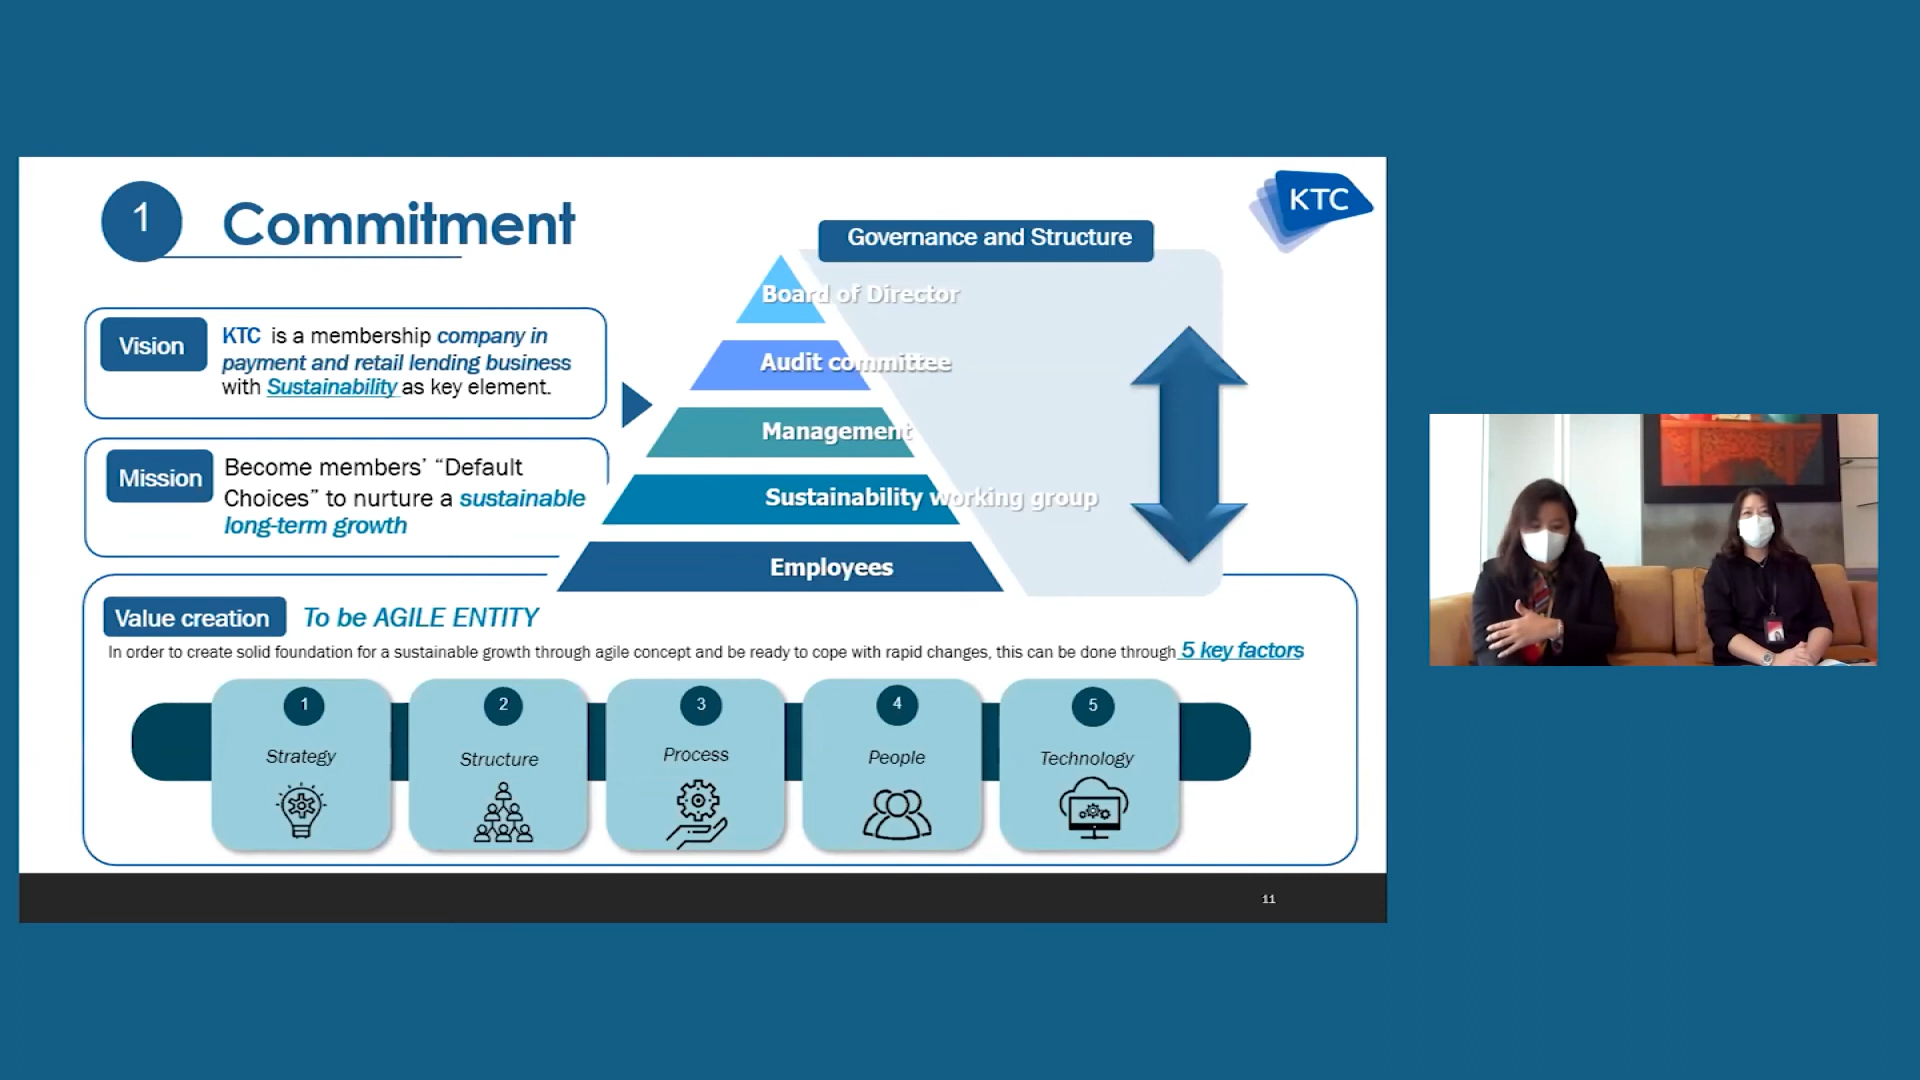 1
Commitment
KTC
Governance and Structure
Vision
KTC is a membership company in
payment and retail lending business
with Sustainability as key element.
Mission
Become members’ “Default
Choices” to nurture a sustainable
long-term growth
Board of Director
Audit committee
Management
Sustainability working group
Employees
Value creation
To be AGILE ENTITY
In order to create solid foundation for a sustainable growth through agile concept and be ready to cope with rapid changes, this can be done through 5 key factors
1
Strategy
2
Structure
3
Process
4
People
5
Technology
11